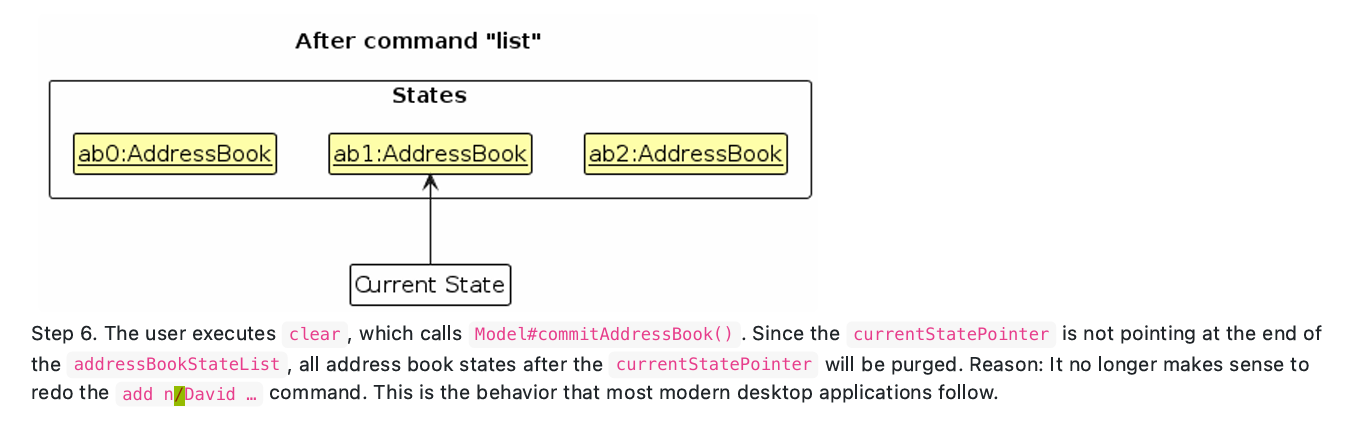 After command "list"
States
ab0:AddressBook ab1:AddressBook ab2:AddressBook
Current State
Step 6. The user executes clear, which calls Model#commitAddressBook(). Since the currentStatePointer is not pointing at the end of
the addressBookStateList, all address book states after the currentStatePointer will be purged. Reason: It no longer makes sense to
redo the add n/David … command. This is the behavior that most modern desktop applications follow.